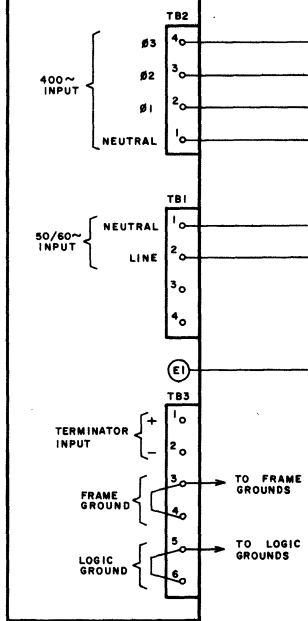 TB2
Ø3 4
Ø2 3
400~ INPUT
Ø1 2
NEUTRAL 1
TB1
NEUTRAL 1
50/60~ INPUT
LINE 2
3
4
E1
TB3
+ 1
TERMINATOR INPUT
- 2
3 TO FRAME GROUNDS
FRAME GROUND
4
5 TO LOGIC GROUNDS
LOGIC GROUND
6